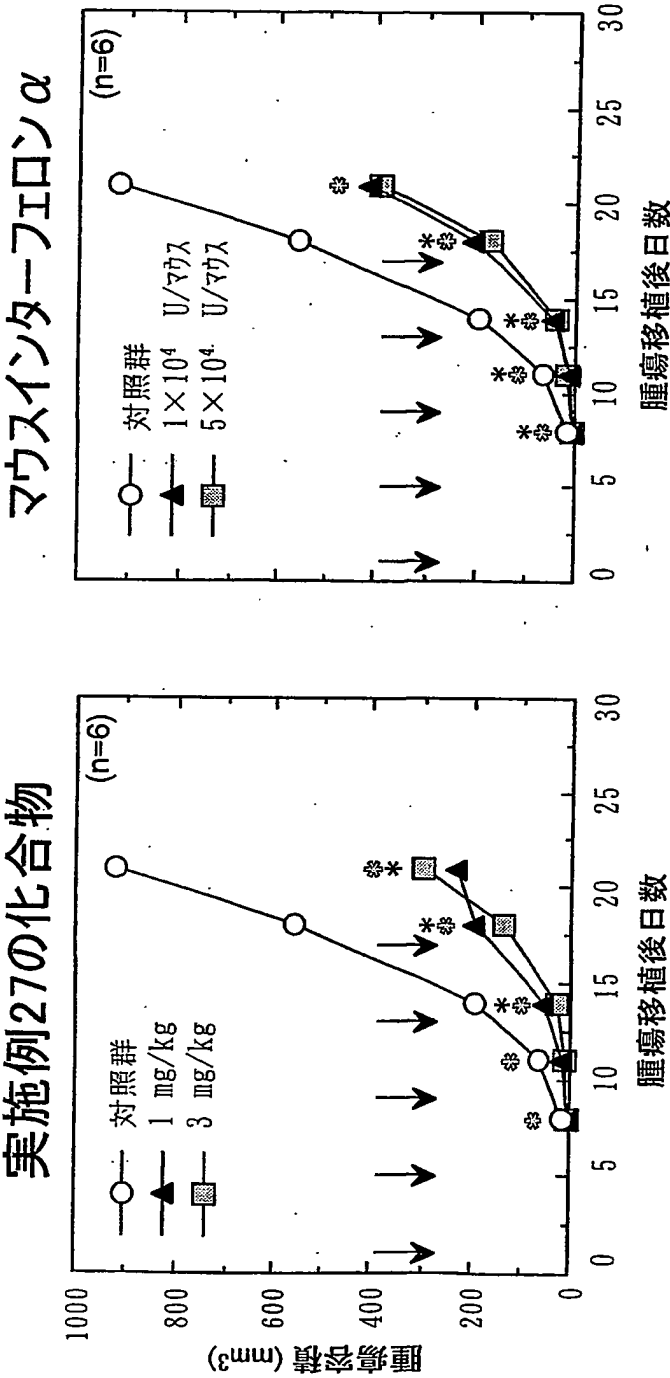 実施例27の化合物
(n=6)
対照群
1 mg/kg
3 mg/kg
腫瘍容積 (mm³)
1000
800
600
400
200
0
0 5 10 15 20 25 30
腫瘍移植後日数
マウスインターフェロンα
(n=6)
対照群
1×10⁴ U/マウス
5×10⁴ U/マウス
0 5 10 15 20 25 30
腫瘍移植後日数